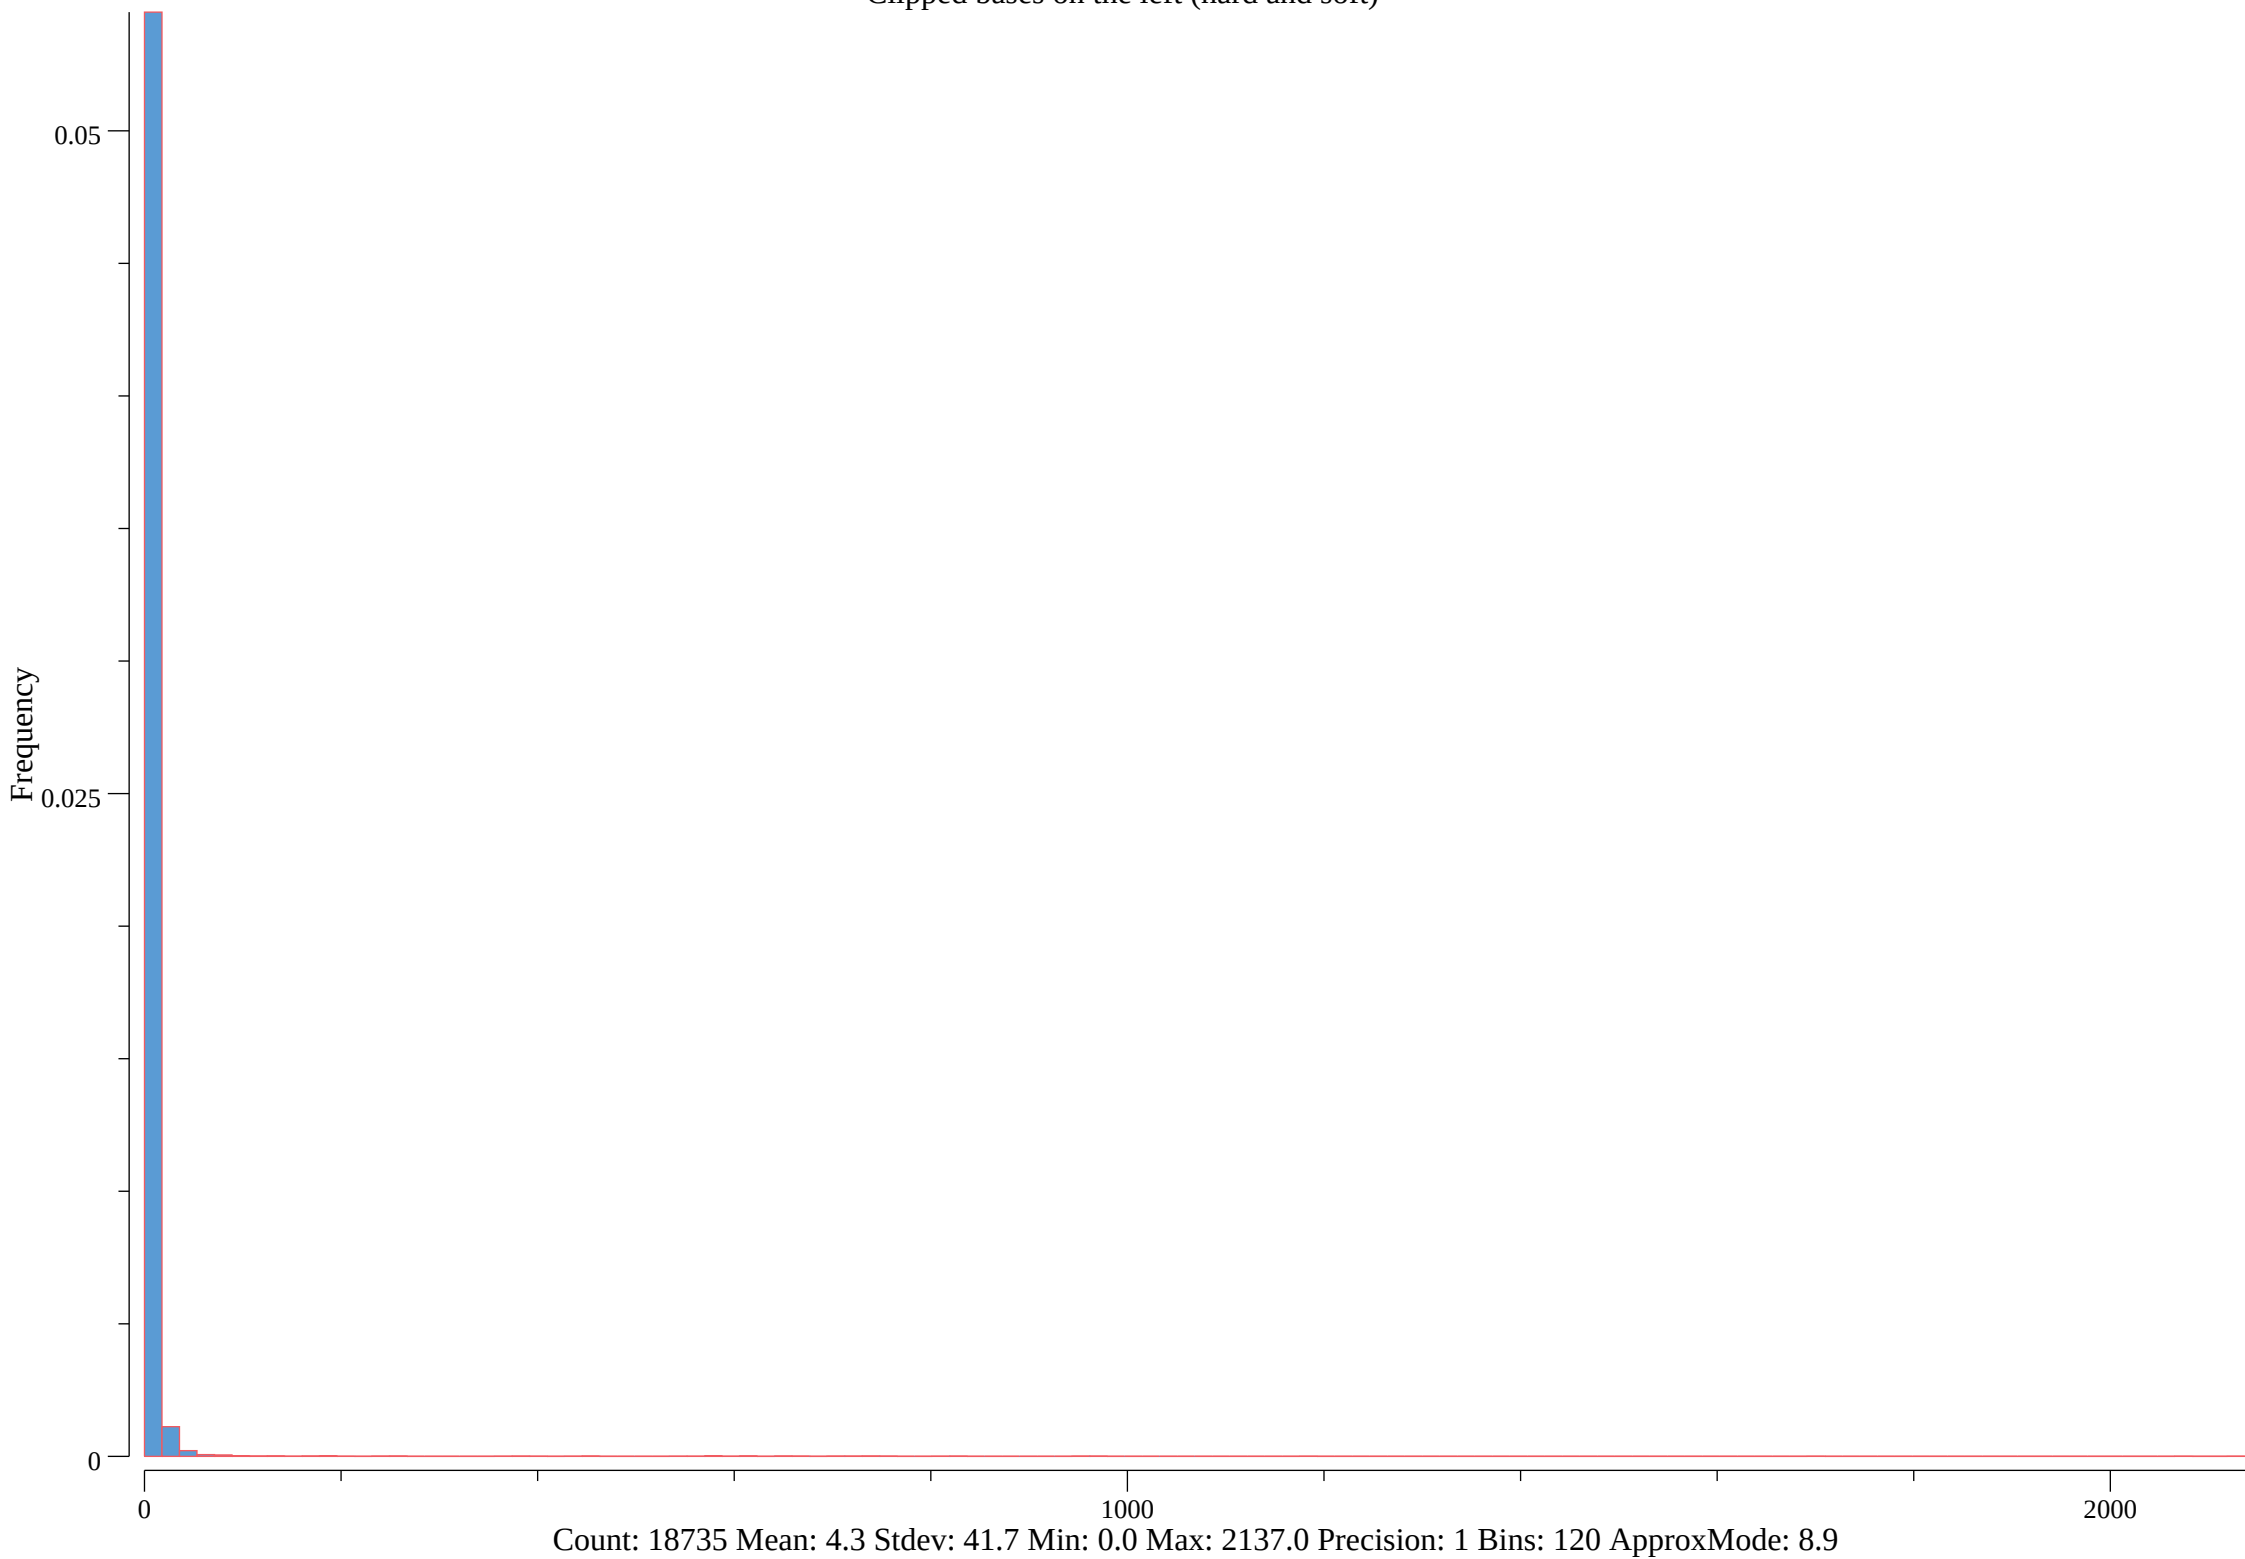 Clipped bases on the left (hard and soft)
0.05
Frequency
0.025
0
0 1000 2000
Count: 18735 Mean: 4.3 Stdev: 41.7 Min: 0.0 Max: 2137.0 Precision: 1 Bins: 120 ApproxMode: 8.9